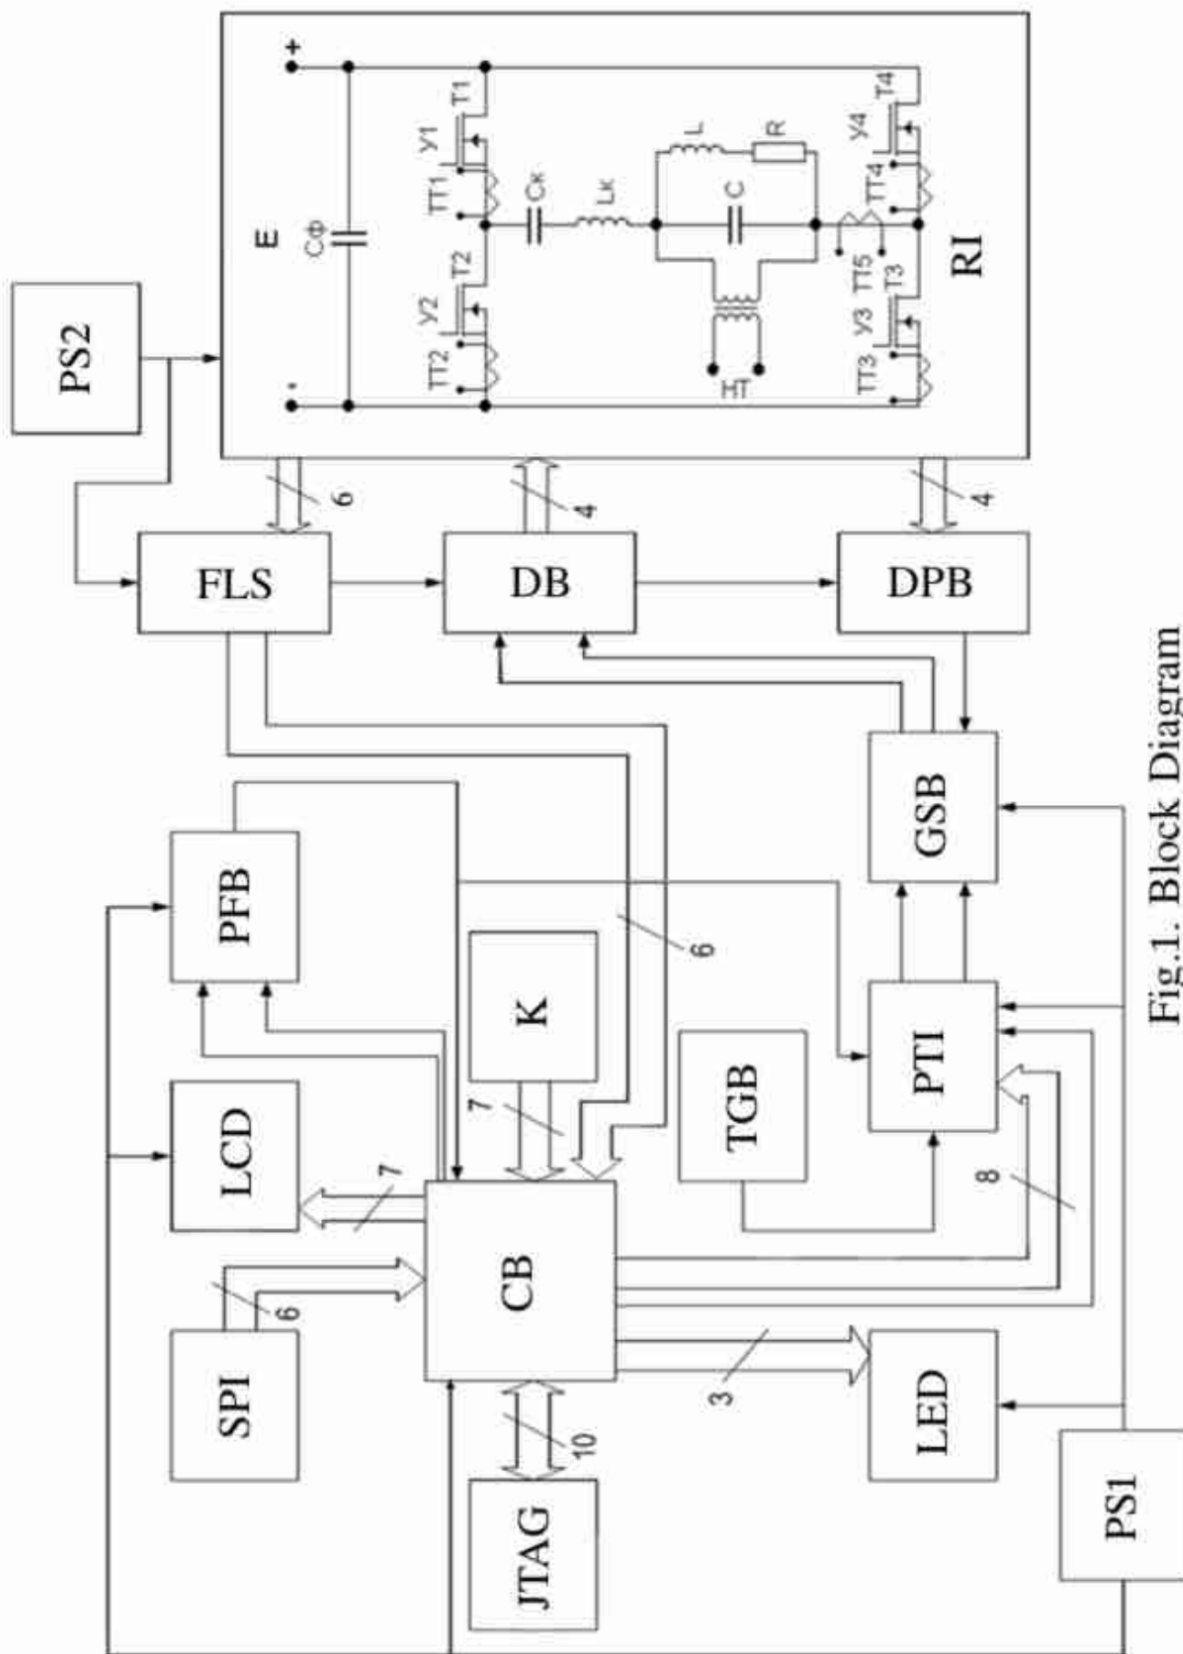 PS2
FLS
6
DB
4
DPB
4
E
+
-
CФ
У1
T1
TT1
У2
T2
TT2
Cк
Lк
L
R
C
HT
TT5
У3
T3
TT3
У4
T4
TT4
RI
PFB
LCD
7
SPI
6
K
7
6
CB
JTAG
10
TGB
GSB
PTI
8
3
LED
PS1
Fig.1. Block Diagram